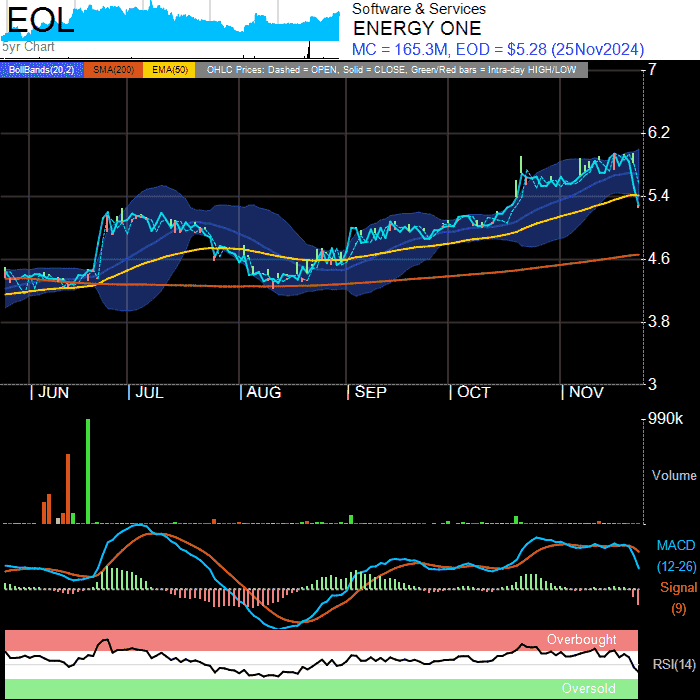 EOL
Software & Services
ENERGY ONE
5yr Chart
MC = 165.3M, EOD = $5.28 (25Nov2024)
BollBands(20,2) SMA(200) EMA(50) OHLC Prices: Dashed = OPEN, Solid = CLOSE, Green/Red bars = Intra-day HIGH/LOW
7
6.2
5.4
4.6
3.8
3
JUN JUL AUG SEP OCT NOV
990k
Volume
MACD
(12-26)
Signal
(9)
Overbought
RSI(14)
Oversold